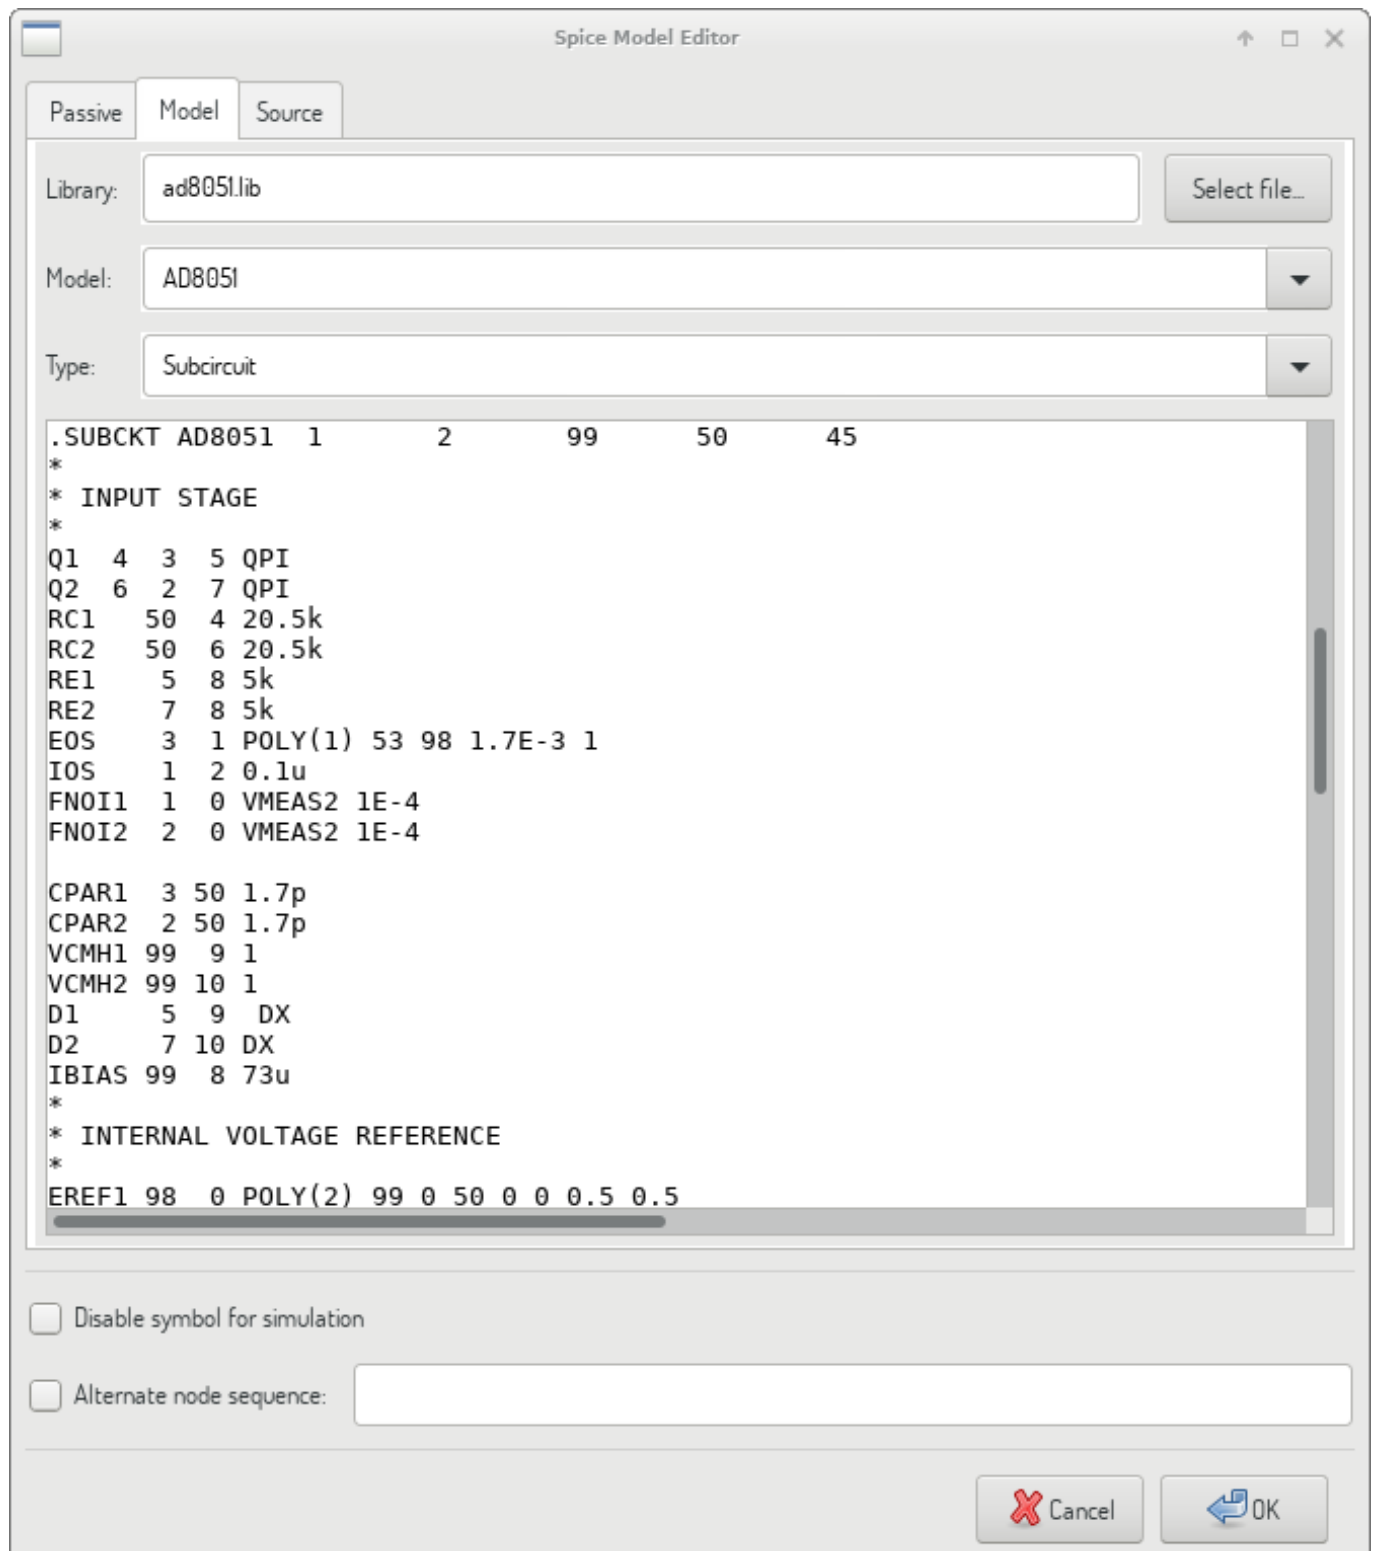 Spice Model Editor
Passive Model Source
Library: ad8051.lib Select file...
Model: AD8051
Type: Subcircuit
.SUBCKT AD8051 1 2 99 50 45
*
* INPUT STAGE
*
Q1 4 3 5 QPI
Q2 6 2 7 QPI
RC1 50 4 20.5k
RC2 50 6 20.5k
RE1 5 8 5k
RE2 7 8 5k
EOS 3 1 POLY(1) 53 98 1.7E-3 1
IOS 1 2 0.1u
FNOI1 1 0 VMEAS2 1E-4
FNOI2 2 0 VMEAS2 1E-4
CPAR1 3 50 1.7p
CPAR2 2 50 1.7p
VCMH1 99 9 1
VCMH2 99 10 1
D1 5 9 DX
D2 7 10 DX
IBIAS 99 8 73u
*
* INTERNAL VOLTAGE REFERENCE
*
EREF1 98 0 POLY(2) 99 0 50 0 0 0.5 0.5
Disable symbol for simulation
Alternate node sequence:
Cancel OK